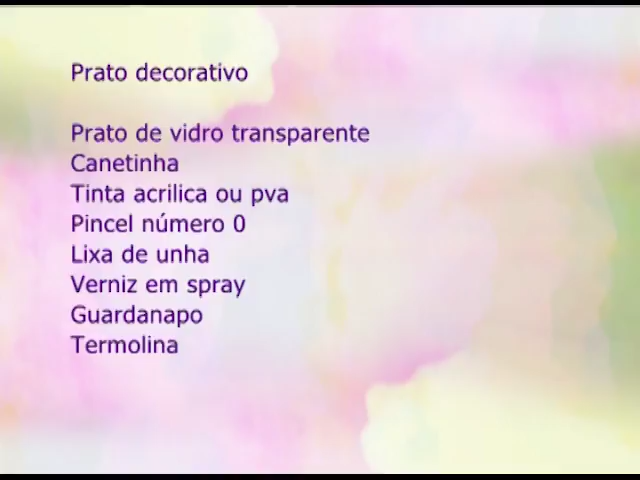 Prato decorativo
Prato de vidro transparente
Canetinha
Tinta acrilica ou pva
Pincel número 0
Lixa de unha
Verniz em spray
Guardanapo
Termolina